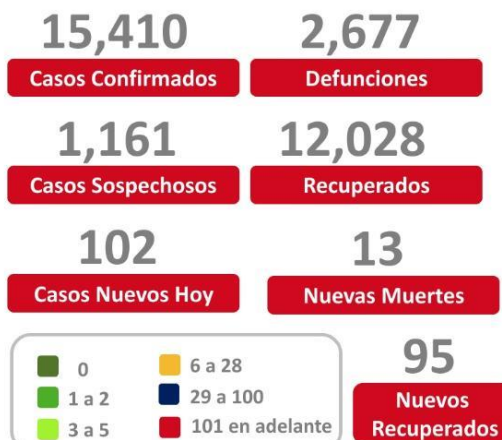 15,410
Casos Confirmados
2,677
Defunciones
1,161
Casos Sospechosos
12,028
Recuperados
102
Casos Nuevos Hoy
13
Nuevas Muertes
0
1 a 2
3 a 5
6 a 28
29 a 100
101 en adelante
95
Nuevos
Recuperados